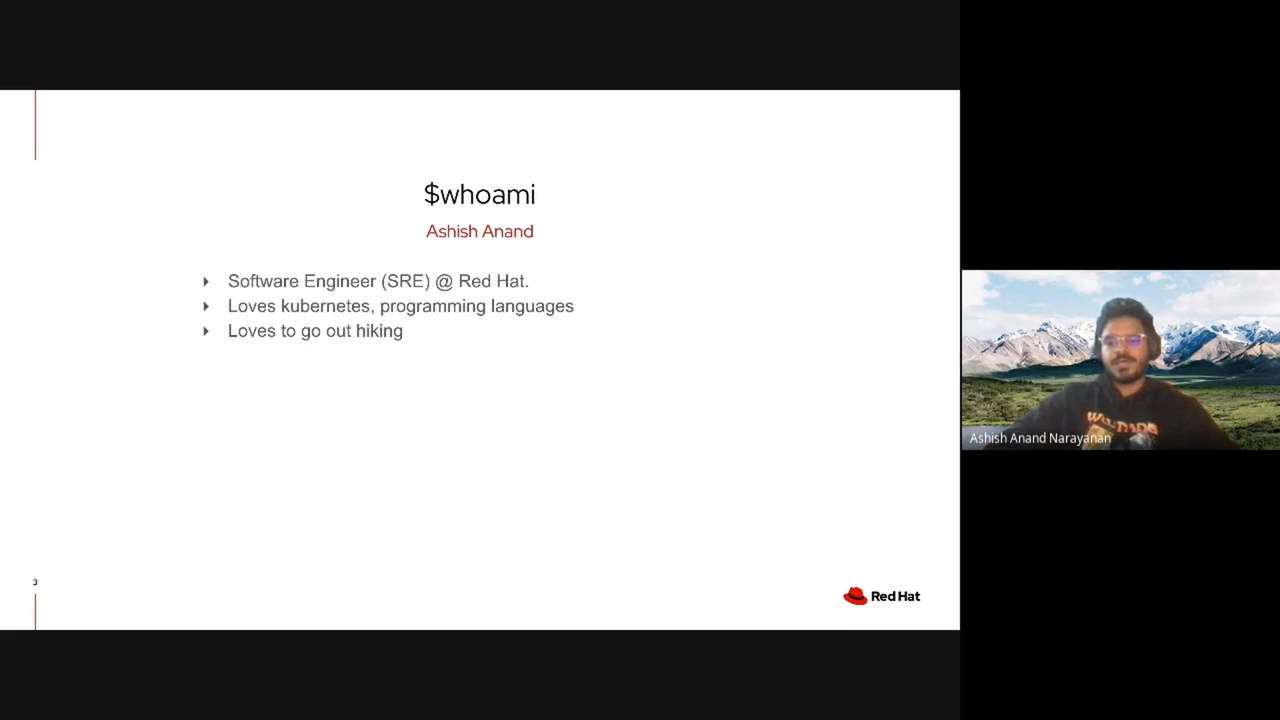 $whoami
Ashish Anand
Software Engineer (SRE) @ Red Hat.
Loves kubernetes, programming languages
Loves to go out hiking
Ashish Anand Narayanan
3
Red Hat